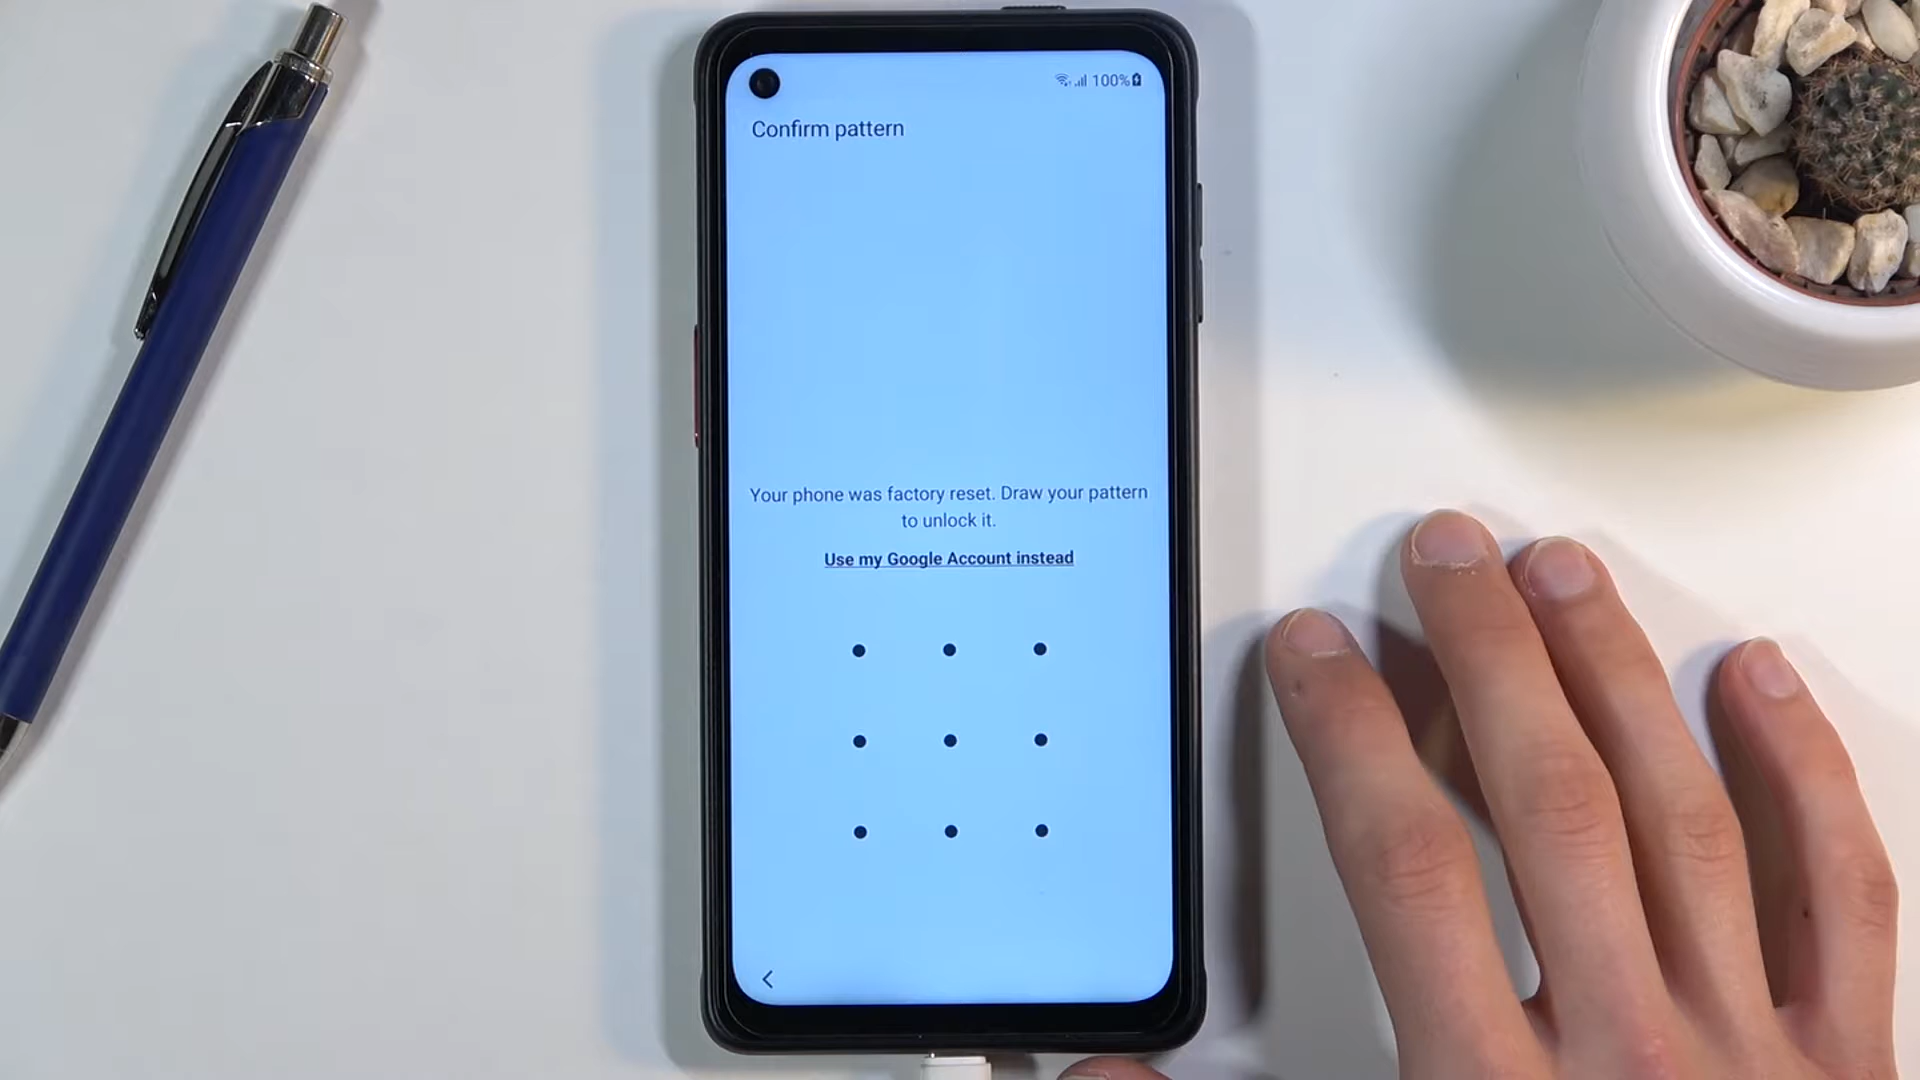 100%
Confirm pattern
Your phone was factory reset. Draw your pattern
to unlock it.
Use my Google Account instead